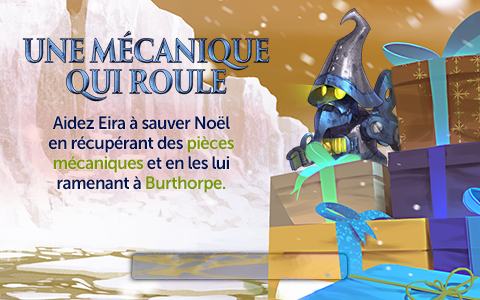 UNE MÉCANIQUE
QUI ROULE
Aidez Eira à sauver Noël
en récupérant des pièces
mécaniques et en les lui
ramenant à Burthorpe.